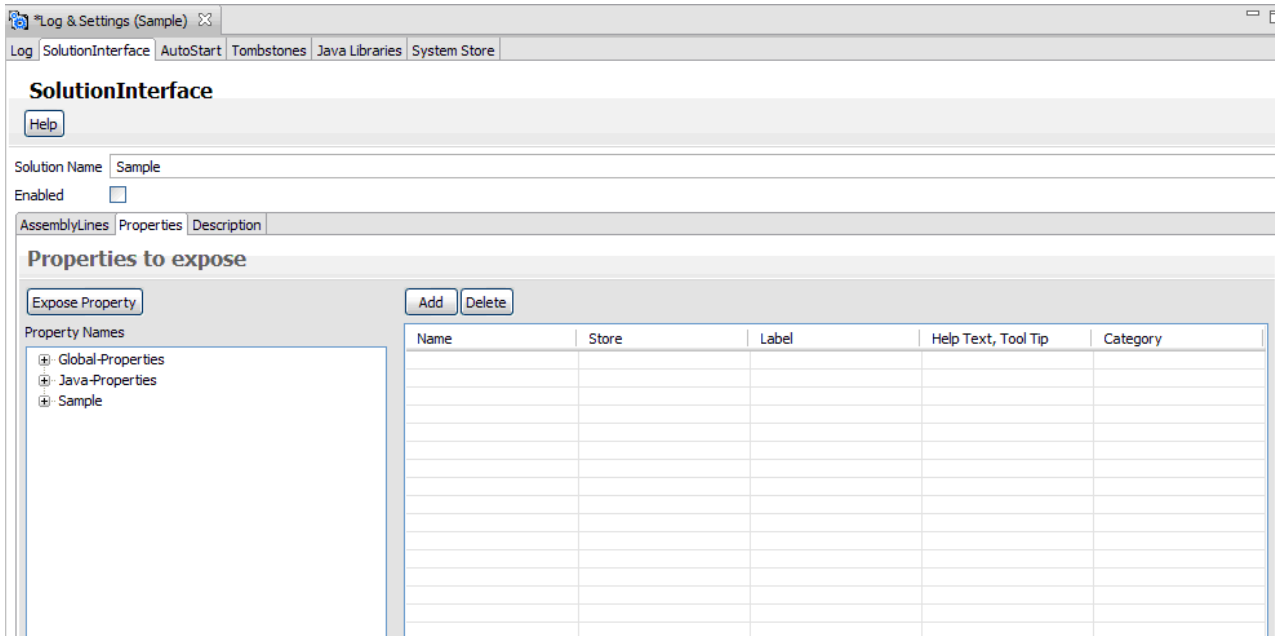 *Log & Settings (Sample)
Log SolutionInterface AutoStart Tombstones Java Libraries System Store
SolutionInterface
Help
Solution Name Sample
Enabled
AssemblyLines Properties Description
Properties to expose
Expose Property Add Delete
Property Names
Name Store Label Help Text, Tool Tip Category
Global-Properties
Java-Properties
Sample